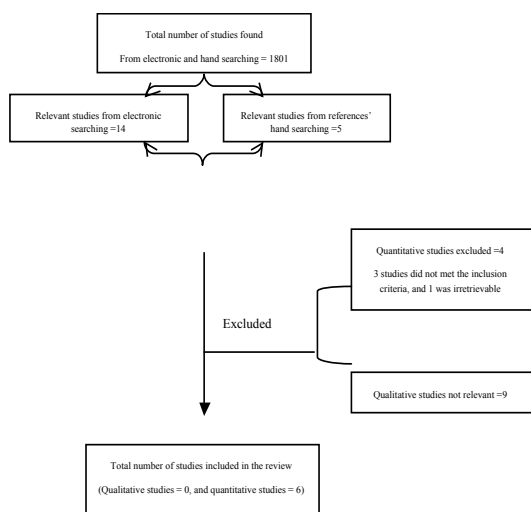 Total number of studies found
From electronic and hand searching = 1801
Relevant studies from electronic
searching =14
Relevant studies from references’
hand searching =5
Quantitative studies excluded =4
3 studies did not met the inclusion
criteria, and 1 was irretrievable
Excluded
Qualitative studies not relevant =9
Total number of studies included in the review
(Qualitative studies = 0, and quantitative studies = 6)